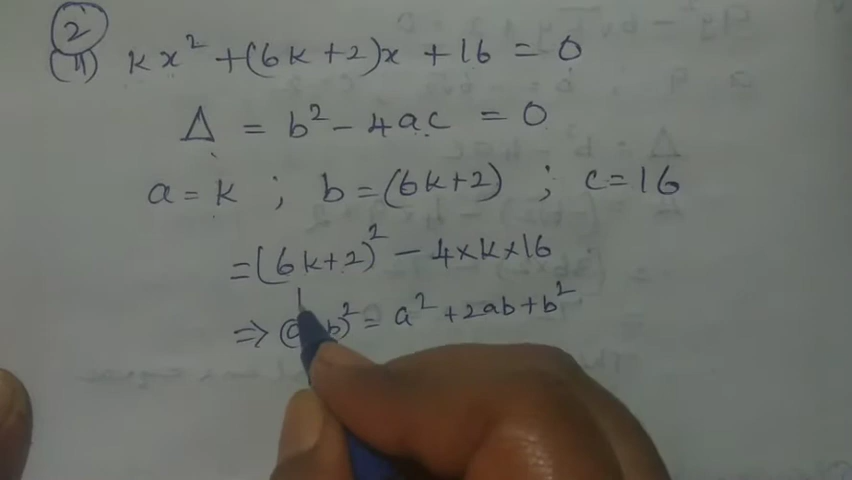 2
(ii) kx² + (6k+2)x + 16 = 0
Δ = b² - 4ac = 0
a = k ; b = (6k+2) ; c = 16
= (6k+2)² - 4×k×16
⇒ (a b)² = a² + 2ab + b²